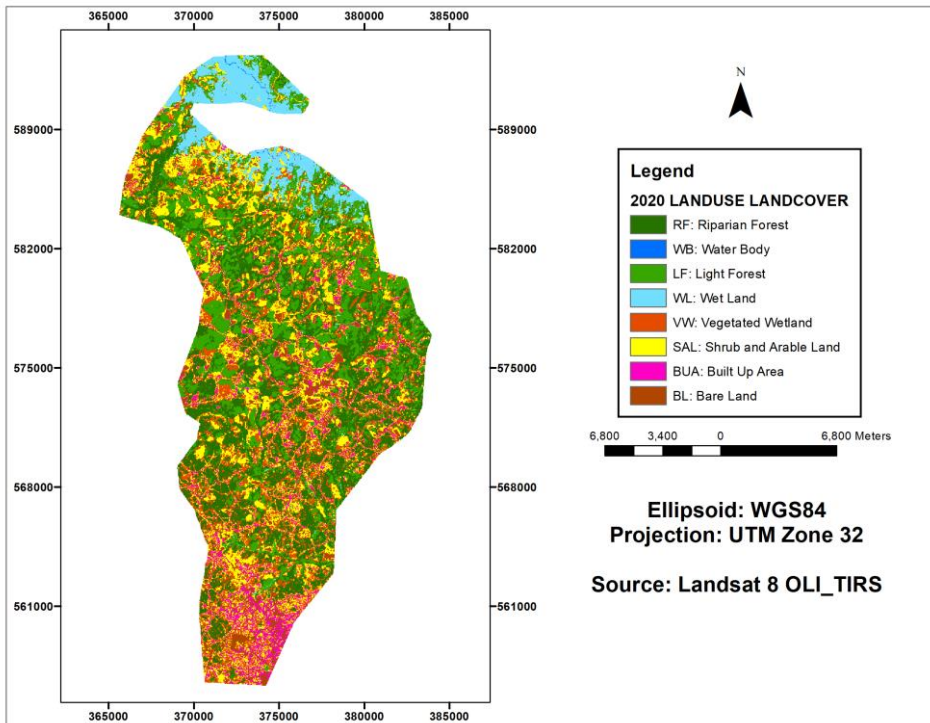 365000 370000 375000 380000 385000
589000 589000
582000 582000
575000 575000
568000 568000
561000 561000
365000 370000 375000 380000 385000
N
Legend
2020 LANDUSE LANDCOVER
RF: Riparian Forest
WB: Water Body
LF: Light Forest
WL: Wet Land
VW: Vegetated Wetland
SAL: Shrub and Arable Land
BUA: Built Up Area
BL: Bare Land
6,800 3,400 0 6,800 Meters
Ellipsoid: WGS84
Projection: UTM Zone 32
Source: Landsat 8 OLI_TIRS